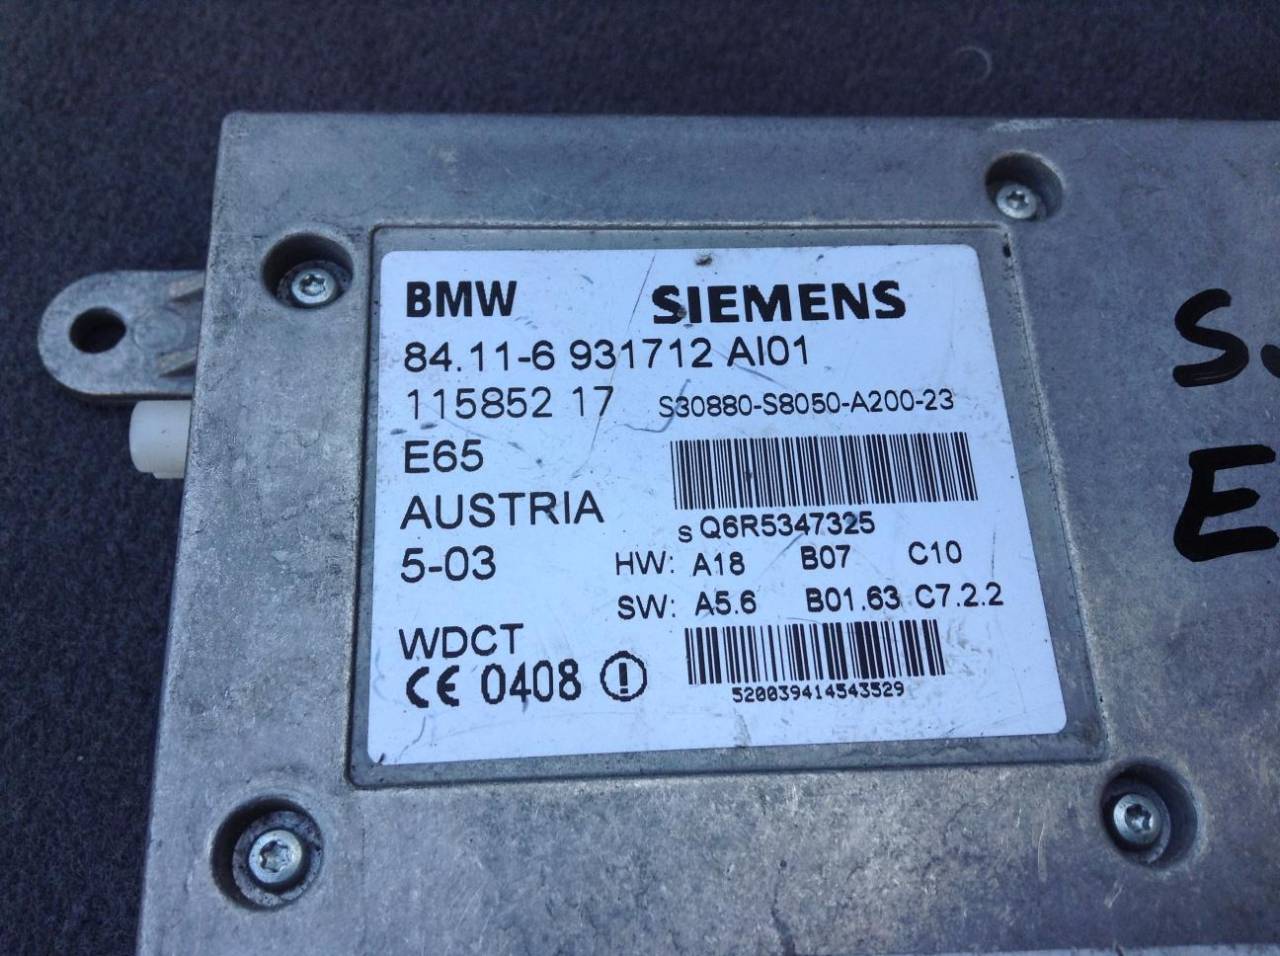 BMW SIEMENS
84.11-6 931712 AI01
115852 17 S30880-S8050-A200-23
E65
AUSTRIA
S Q6R5347325
5-03 HW: A18 B07 C10
SW: A5.6 B01.63 C7.2.2
WDCT
CE 0408
520039414543529